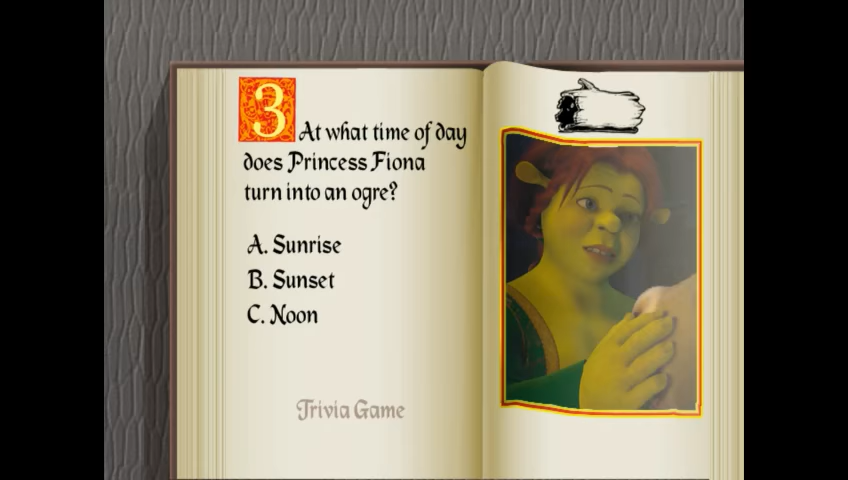 3
At what time of day
does Princess Fiona
turn into an ogre?
A. Sunrise
B. Sunset
C. Noon
Trivia Game